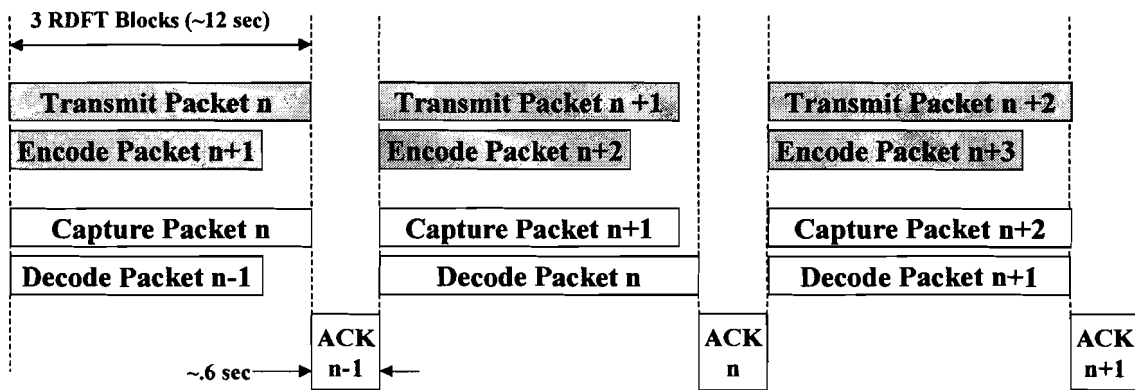 3 RDFT Blocks (~12 sec)
Transmit Packet n
Transmit Packet n +1
Transmit Packet n +2
Encode Packet n+1
Encode Packet n+2
Encode Packet n+3
Capture Packet n
Capture Packet n+1
Capture Packet n+2
Decode Packet n-1
Decode Packet n
Decode Packet n+1
ACK
n-1
ACK
n
ACK
n+1
~.6 sec